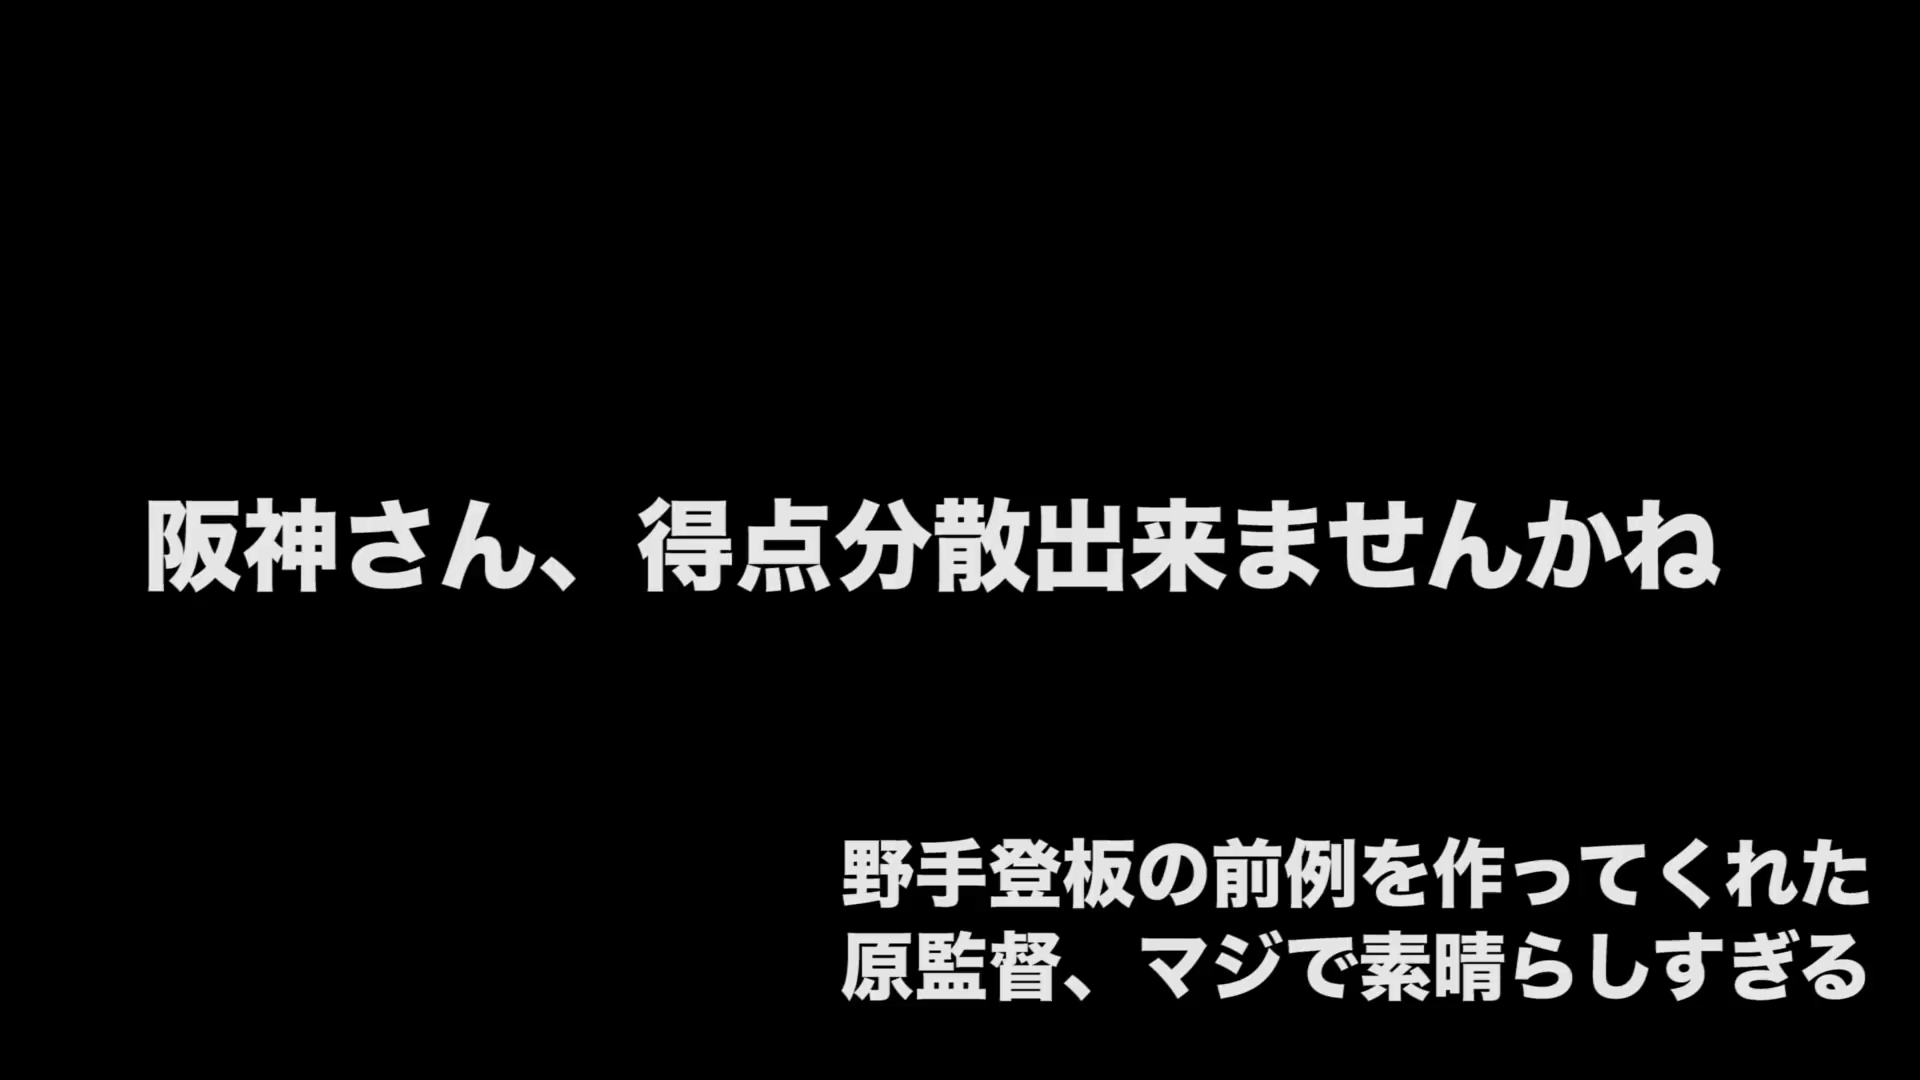 阪神さん、得点分散出来ませんかね
野手登板の前例を作ってくれた
原監督、マジで素晴らしすぎる